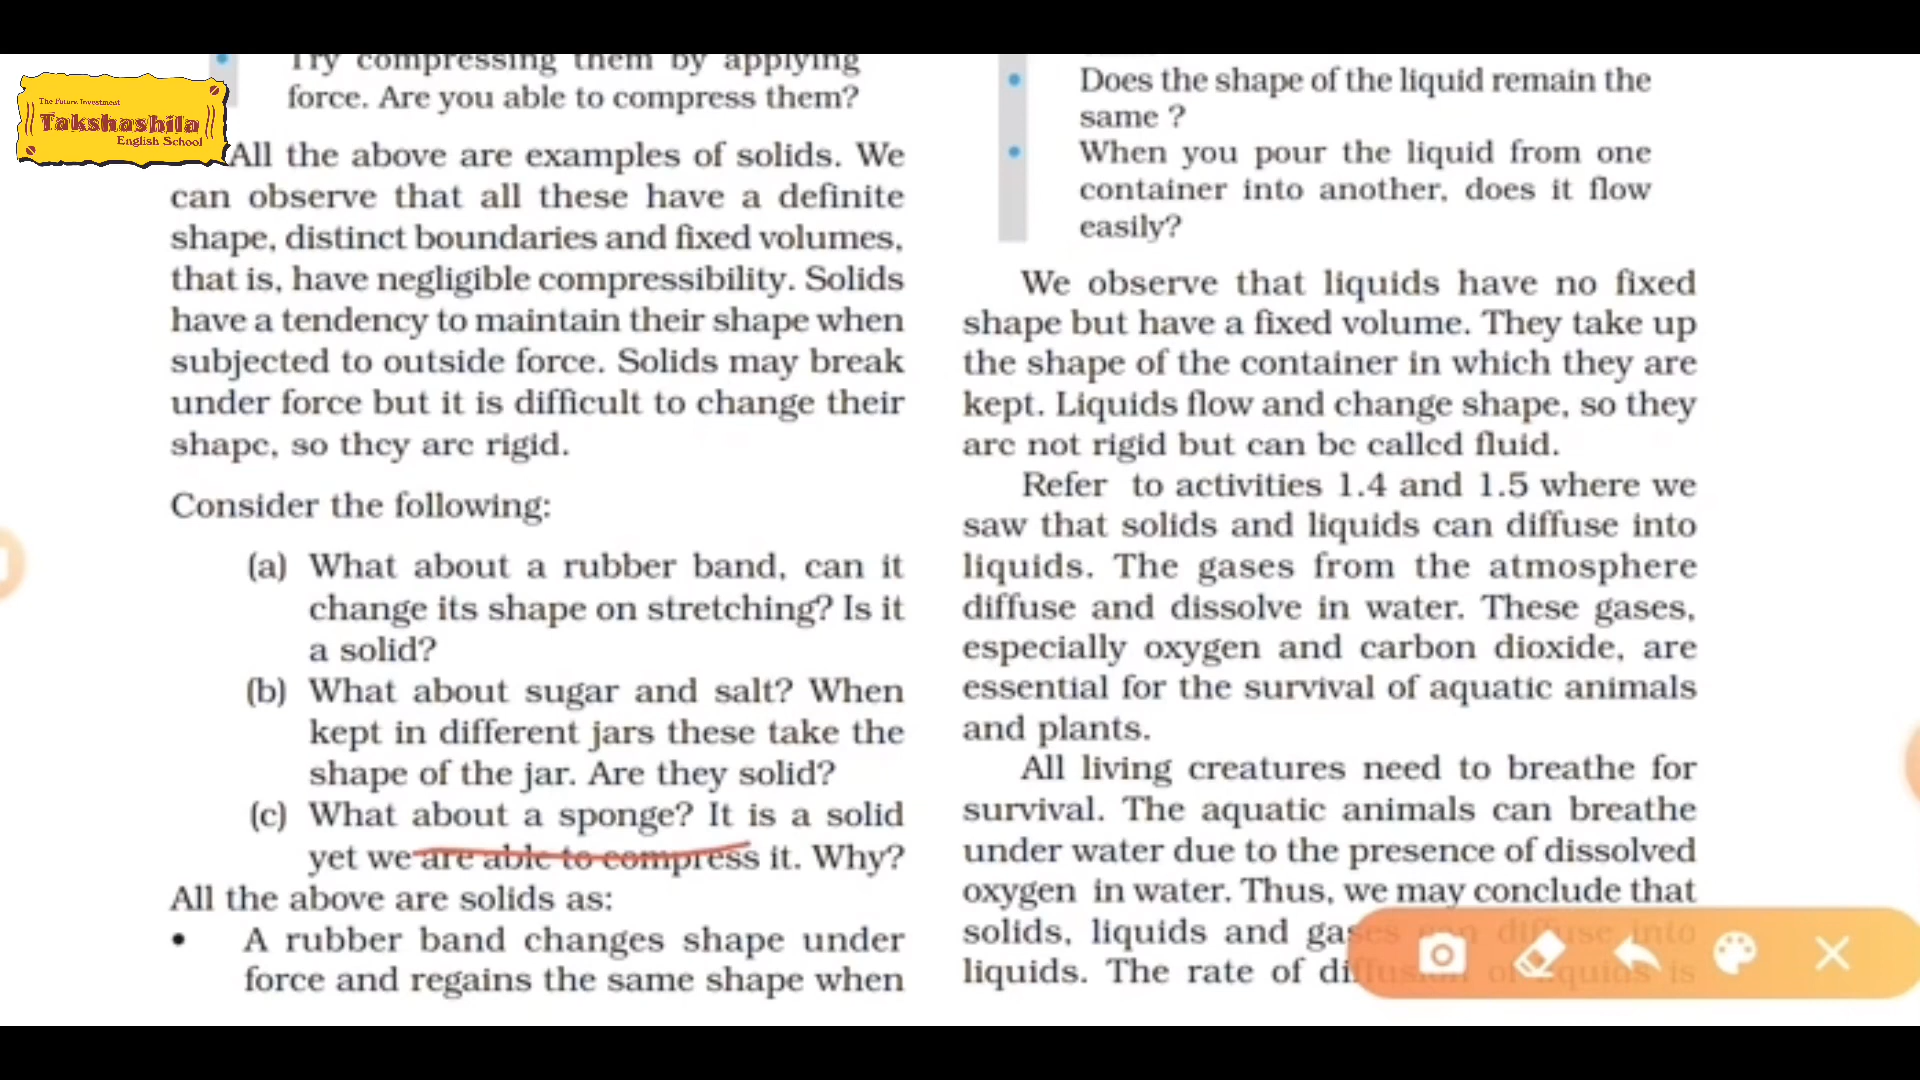 The Future Investment
Takshashila
English School
Try compressing them by applying
force. Are you able to compress them?
All the above are examples of solids. We
can observe that all these have a definite
shape, distinct boundaries and fixed volumes,
that is, have negligible compressibility. Solids
have a tendency to maintain their shape when
subjected to outside force. Solids may break
under force but it is difficult to change their
shape, so they are rigid.
Consider the following:
(a) What about a rubber band, can it
change its shape on stretching? Is it
a solid?
(b) What about sugar and salt? When
kept in different jars these take the
shape of the jar. Are they solid?
(c) What about a sponge? It is a solid
yet we are able to compress it. Why?
All the above are solids as:
• A rubber band changes shape under
force and regains the same shape when
• Does the shape of the liquid remain the
same ?
• When you pour the liquid from one
container into another, does it flow
easily?
We observe that liquids have no fixed
shape but have a fixed volume. They take up
the shape of the container in which they are
kept. Liquids flow and change shape, so they
are not rigid but can be called fluid.
Refer to activities 1.4 and 1.5 where we
saw that solids and liquids can diffuse into
liquids. The gases from the atmosphere
diffuse and dissolve in water. These gases,
especially oxygen and carbon dioxide, are
essential for the survival of aquatic animals
and plants.
All living creatures need to breathe for
survival. The aquatic animals can breathe
under water due to the presence of dissolved
oxygen in water. Thus, we may conclude that
solids, liquids and gases can diffuse into
liquids. The rate of diffusion of liquids is